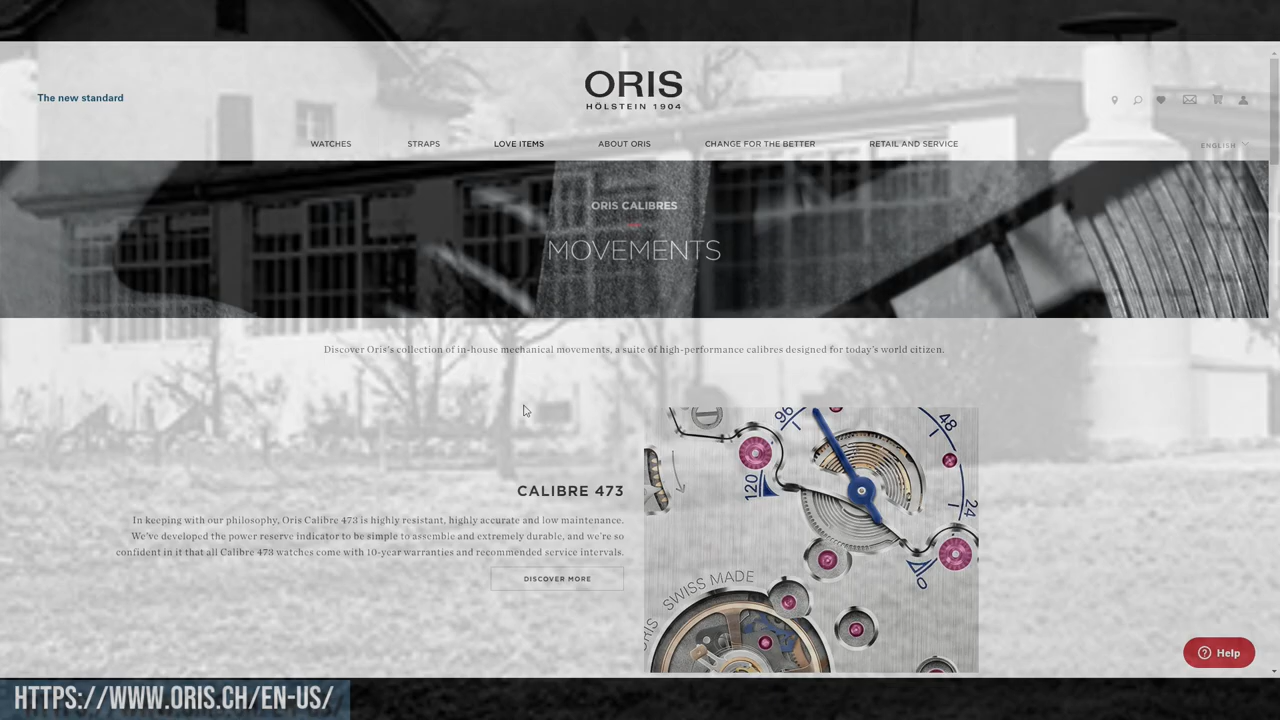 The new standard
ORIS
HÖLSTEIN 1904
WATCHES STRAPS LOVE ITEMS ABOUT ORIS CHANGE FOR THE BETTER RETAIL AND SERVICE
ENGLISH
ORIS CALIBRES
MOVEMENTS
Discover Oris's collection of in-house mechanical movements, a suite of high-performance calibres designed for today's world citizen.
CALIBRE 473
In keeping with our philosophy, Oris Calibre 473 is highly resistant, highly accurate and low maintenance.
We've developed the power reserve indicator to be simple to assemble and extremely durable, and we're so
confident in it that all Calibre 473 watches come with 10-year warranties and recommended service intervals.
DISCOVER MORE
96
48
120
24
0
SWISS MADE
ORIS
Help
HTTPS://WWW.ORIS.CH/EN-US/